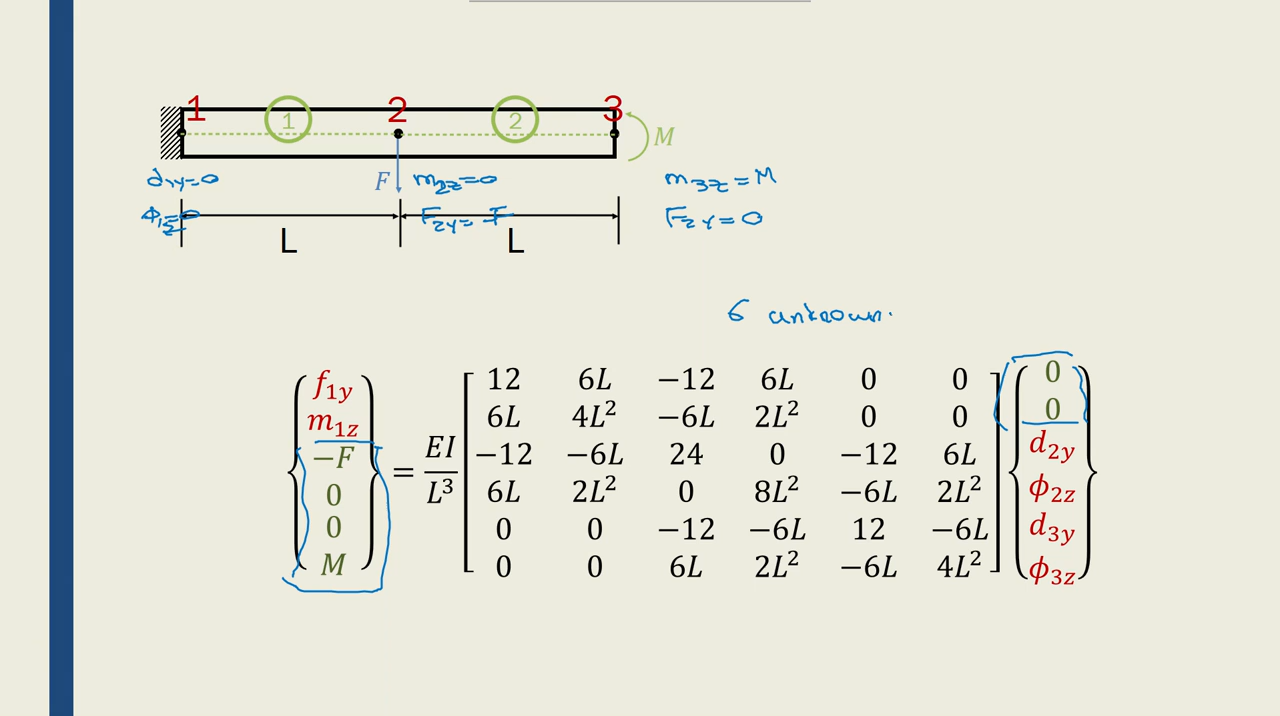 1 1 2 2 3
M
F
d1y=0 m2z=0 m3z=M
ϕ1z=0 F2y=-F F2y=0
L L
6 unknown.
f1y 12 6L −12 6L 0 0 0
m1z 6L 4L² −6L 2L² 0 0 0
−F = EI/L³ −12 −6L 24 0 −12 6L d2y
0 6L 2L² 0 8L² −6L 2L² ϕ2z
0 0 0 −12 −6L 12 −6L d3y
M 0 0 6L 2L² −6L 4L² ϕ3z